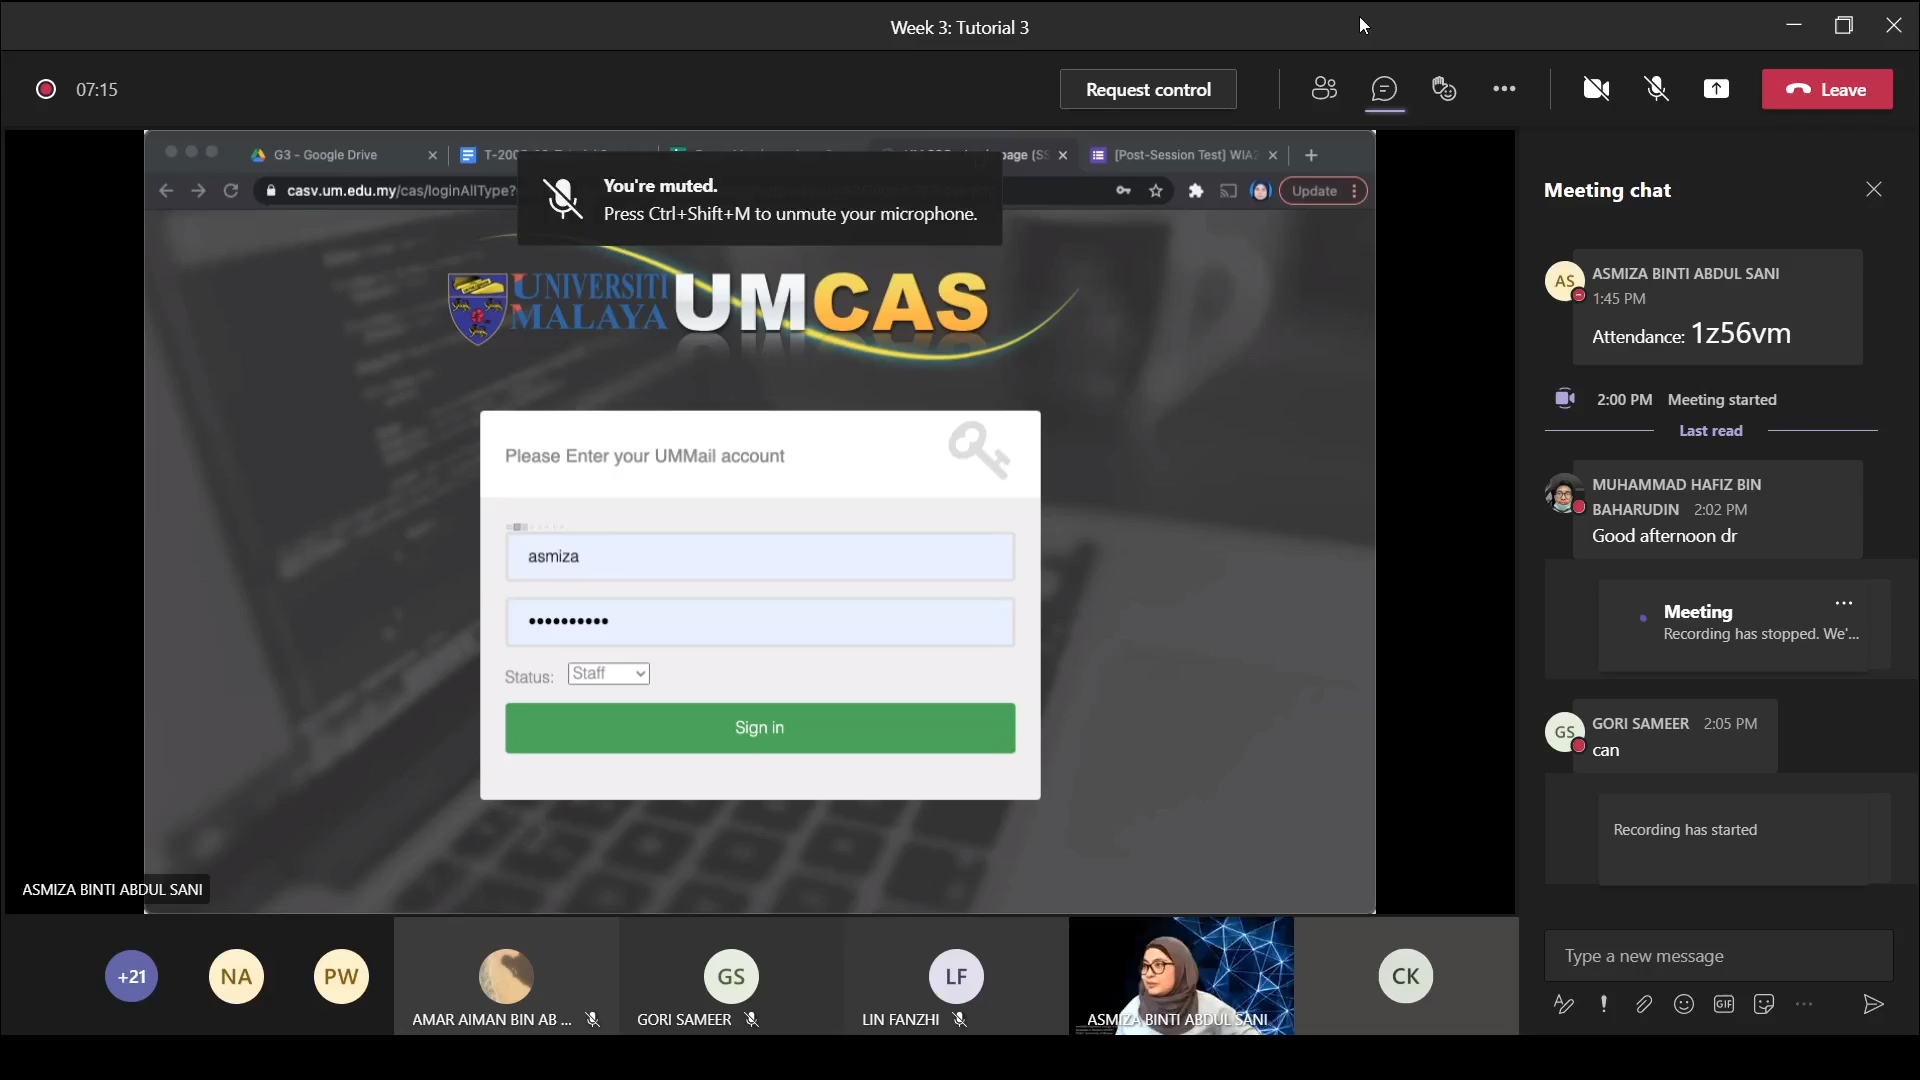 Week 3: Tutorial 3
07:15
Request control
Leave
G3 - Google Drive
page (SS
[Post-Session Test] WIA2
casv.um.edu.my/cas/loginAllType?
Update
You're muted.
Press Ctrl+Shift+M to unmute your microphone.
UNIVERSITI
MALAYA
UMCAS
Please Enter your UMMail account
asmiza
••••••••••
Status: Staff
Sign in
ASMIZA BINTI ABDUL SANI
+21
NA
PW
AMAR AIMAN BIN AB ...
GS
GORI SAMEER
LF
LIN FANZHI
ASMIZA BINTI ABDUL SANI
CK
Meeting chat
AS
ASMIZA BINTI ABDUL SANI
1:45 PM
Attendance: 1z56vm
2:00 PM Meeting started
Last read
MUHAMMAD HAFIZ BIN
BAHARUDIN 2:02 PM
Good afternoon dr
Meeting
Recording has stopped. We'...
GS
GORI SAMEER 2:05 PM
can
Recording has started
Type a new message
GIF